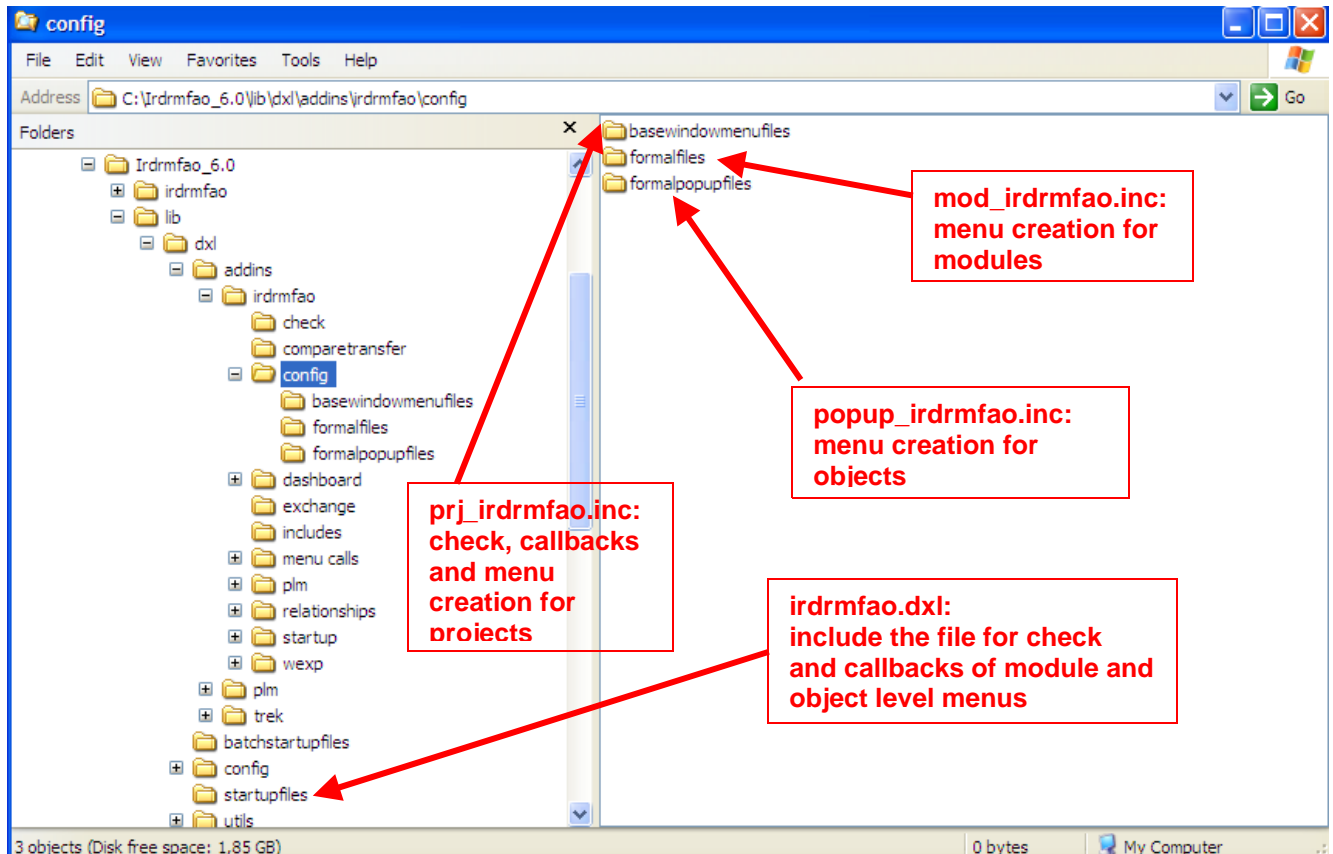 config
File Edit View Favorites Tools Help
Address C:\Irdrmfao_6.0\lib\dxl\addins\irdrmfao\config Go
Folders
Irdrmfao_6.0
irdrmfao
lib
dxl
addins
irdrmfao
check
comparetransfer
config
basewindowmenufiles
formalfiles
formalpopupfiles
dashboard
exchange
includes
menu calls
plm
relationships
startup
wexp
plm
trek
batchstartupfiles
config
startupfiles
utils
basewindowmenufiles
formalfiles
formalpopupfiles
mod_irdrmfao.inc:
menu creation for
modules
popup_irdrmfao.inc:
menu creation for
objects
prj_irdrmfao.inc:
check, callbacks
and menu
creation for
projects
irdrmfao.dxl:
include the file for check
and callbacks of module and
object level menus
3 objects (Disk free space: 1,85 GB) 0 bytes My Computer